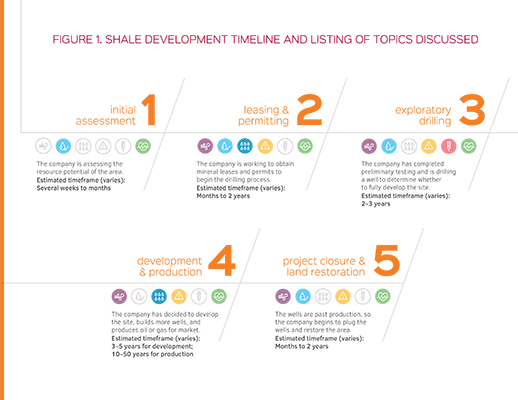 FIGURE 1. SHALE DEVELOPMENT TIMELINE AND LISTING OF TOPICS DISCUSSED
initial
assessment
1
The company is assessing the
resource potential of the area.
Estimated timeframe (varies):
Several weeks to months
leasing &
permitting
2
The company is working to obtain
mineral leases and permits to
begin the drilling process.
Estimated timeframe (varies):
Months to 2 years
exploratory
drilling
3
The company has completed
preliminary testing and is drilling
a well to determine whether
to fully develop the site.
Estimated timeframe (varies):
2–3 years
development
& production
4
The company has decided to develop
the site, builds more wells, and
produces oil or gas for market.
Estimated timeframe (varies):
3–5 years for development;
10–50 years for production
project closure &
land restoration
5
The wells are past production, so
the company begins to plug the
wells and restore the area.
Estimated timeframe (varies):
Months to 2 years